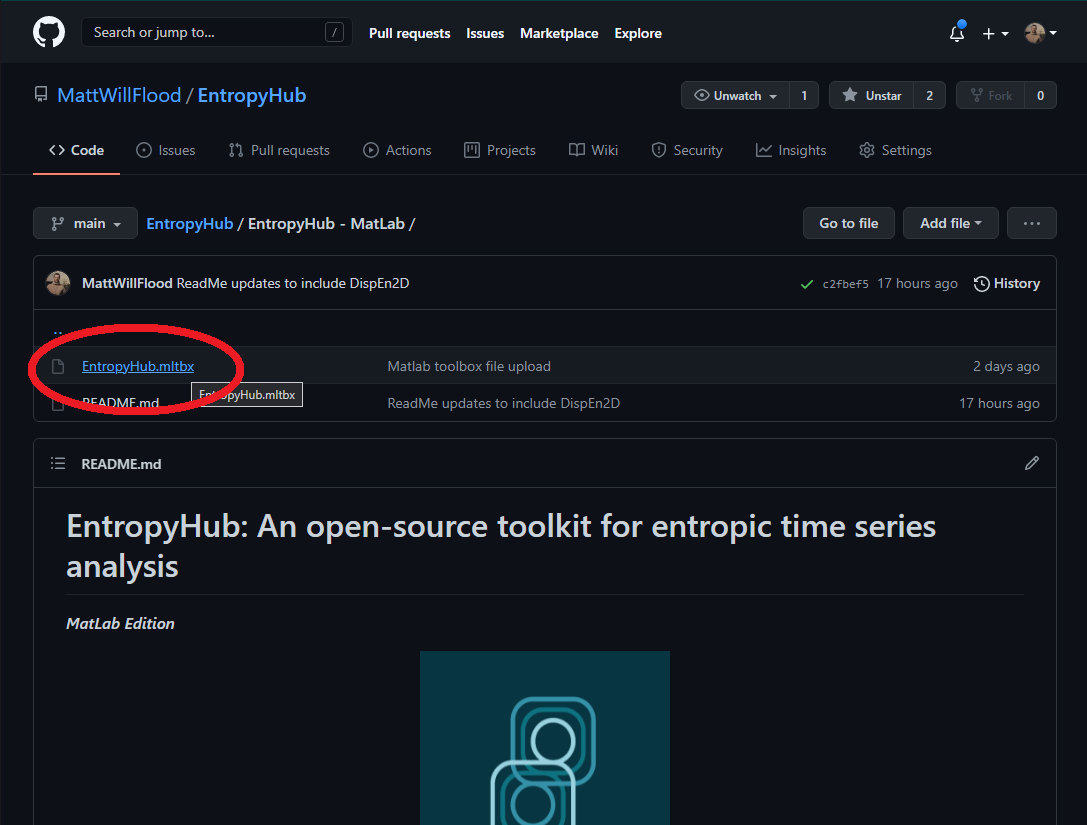 Search or jump to... / Pull requests Issues Marketplace Explore
MattWillFlood / EntropyHub Unwatch 1 Unstar 2 Fork 0
Code Issues Pull requests Actions Projects Wiki Security Insights Settings
main EntropyHub / EntropyHub - MatLab / Go to file Add file ...
MattWillFlood ReadMe updates to include DispEn2D c2fbef5 17 hours ago History
..
EntropyHub.mltbx Matlab toolbox file upload 2 days ago
EntropyHub.mltbx
README.md ReadMe updates to include DispEn2D 17 hours ago
README.md
EntropyHub: An open-source toolkit for entropic time series
analysis
MatLab Edition